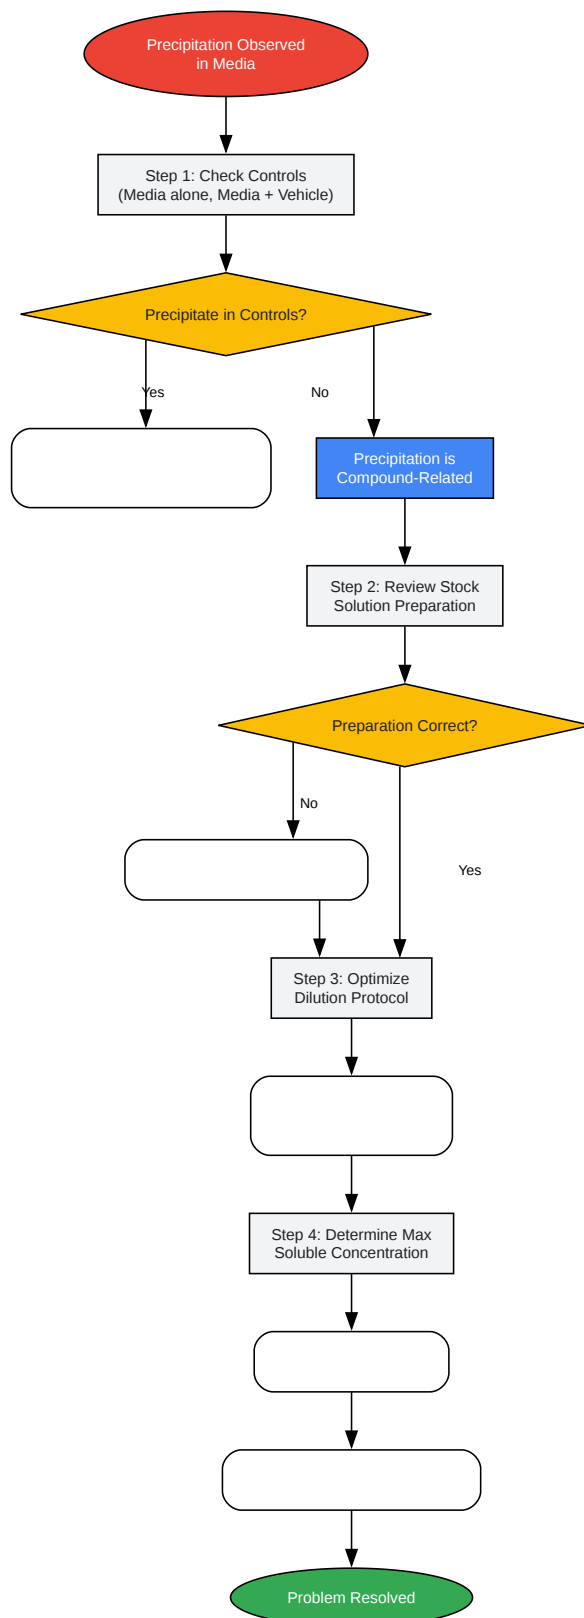 Precipitation Observed
in Media
Step 1: Check Controls
(Media alone, Media + Vehicle)
Precipitate in Controls?
Yes
No
Precipitation is
Compound-Related
Step 2: Review Stock
Solution Preparation
Preparation Correct?
No
Yes
Step 3: Optimize
Dilution Protocol
Step 4: Determine Max
Soluble Concentration
Problem Resolved